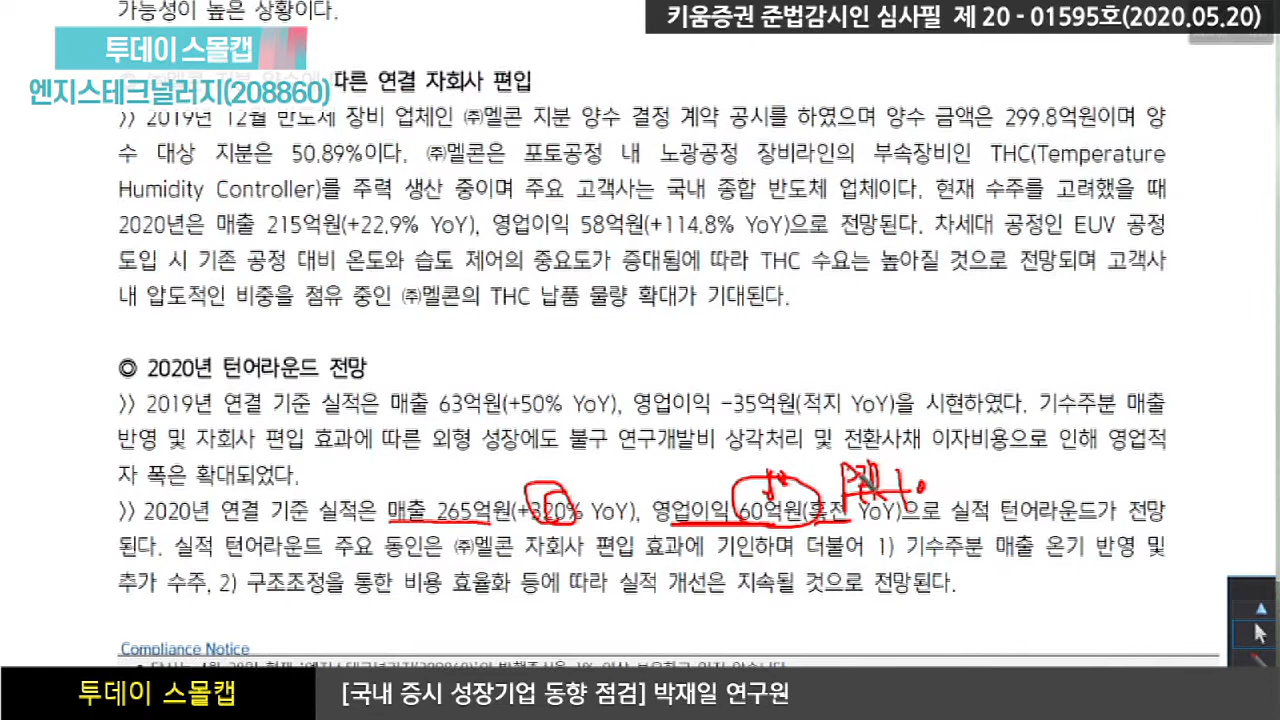 가능성이 높은 상황이다.
키움증권 준법감시인 심사필 제 20 - 01595호(2020.05.20)
투데이 스몰캡
엔지스테크널러지(208860)
따른 연결 자회사 편입
》 2019년 12월 반도체 장비 업체인 ㈜멜콘 지분 양수 결정 계약 공시를 하였으며 양수 금액은 299.8억원이며 양
수 대상 지분은 50.89%이다. ㈜멜콘은 포토공정 내 노광공정 장비라인의 부속장비인 THC(Temperature
Humidity Controller)를 주력 생산 중이며 주요 고객사는 국내 종합 반도체 업체이다. 현재 수주를 고려했을 때
2020년은 매출 215억원(+22.9% YoY), 영업이익 58억원(+114.8% YoY)으로 전망된다. 차세대 공정인 EUV 공정
도입 시 기존 공정 대비 온도와 습도 제어의 중요도가 증대됨에 따라 THC 수요는 높아질 것으로 전망되며 고객사
내 압도적인 비중을 점유 중인 ㈜멜콘의 THC 납품 물량 확대가 기대된다.
◎ 2020년 턴어라운드 전망
》 2019년 연결 기준 실적은 매출 63억원(+50% YoY), 영업이익 -35억원(적지 YoY)을 시현하였다. 기수주분 매출
반영 및 자회사 편입 효과에 따른 외형 성장에도 불구 연구개발비 상각처리 및 전환사채 이자비용으로 인해 영업적
자 폭은 확대되었다.
》 2020년 연결 기준 실적은 매출 265억원(+320% YoY), 영업이익 60억원(흑전 YoY)으로 실적 턴어라운드가 전망
된다. 실적 턴어라운드 주요 동인은 ㈜멜콘 자회사 편입 효과에 기인하며 더불어 1) 기수주분 매출 온기 반영 및
추가 수주, 2) 구조조정을 통한 비용 효율화 등에 따라 실적 개선은 지속될 것으로 전망된다.
Compliance Notice
투데이 스몰캡
[국내 증시 성장기업 동향 점검] 박재일 연구원